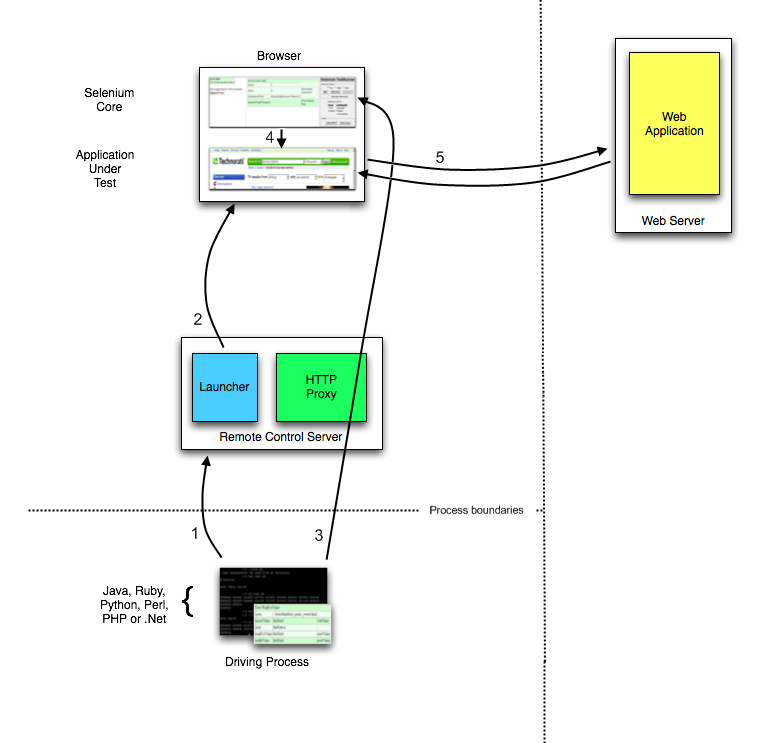 Browser
Selenium
Core
4
Application
Under
Test
Technorati
5
Web
Application
Web Server
2
Launcher
HTTP
Proxy
Remote Control Server
Process boundaries
1
3
Java, Ruby,
Python, Perl,
PHP or .Net
{
Driving Process